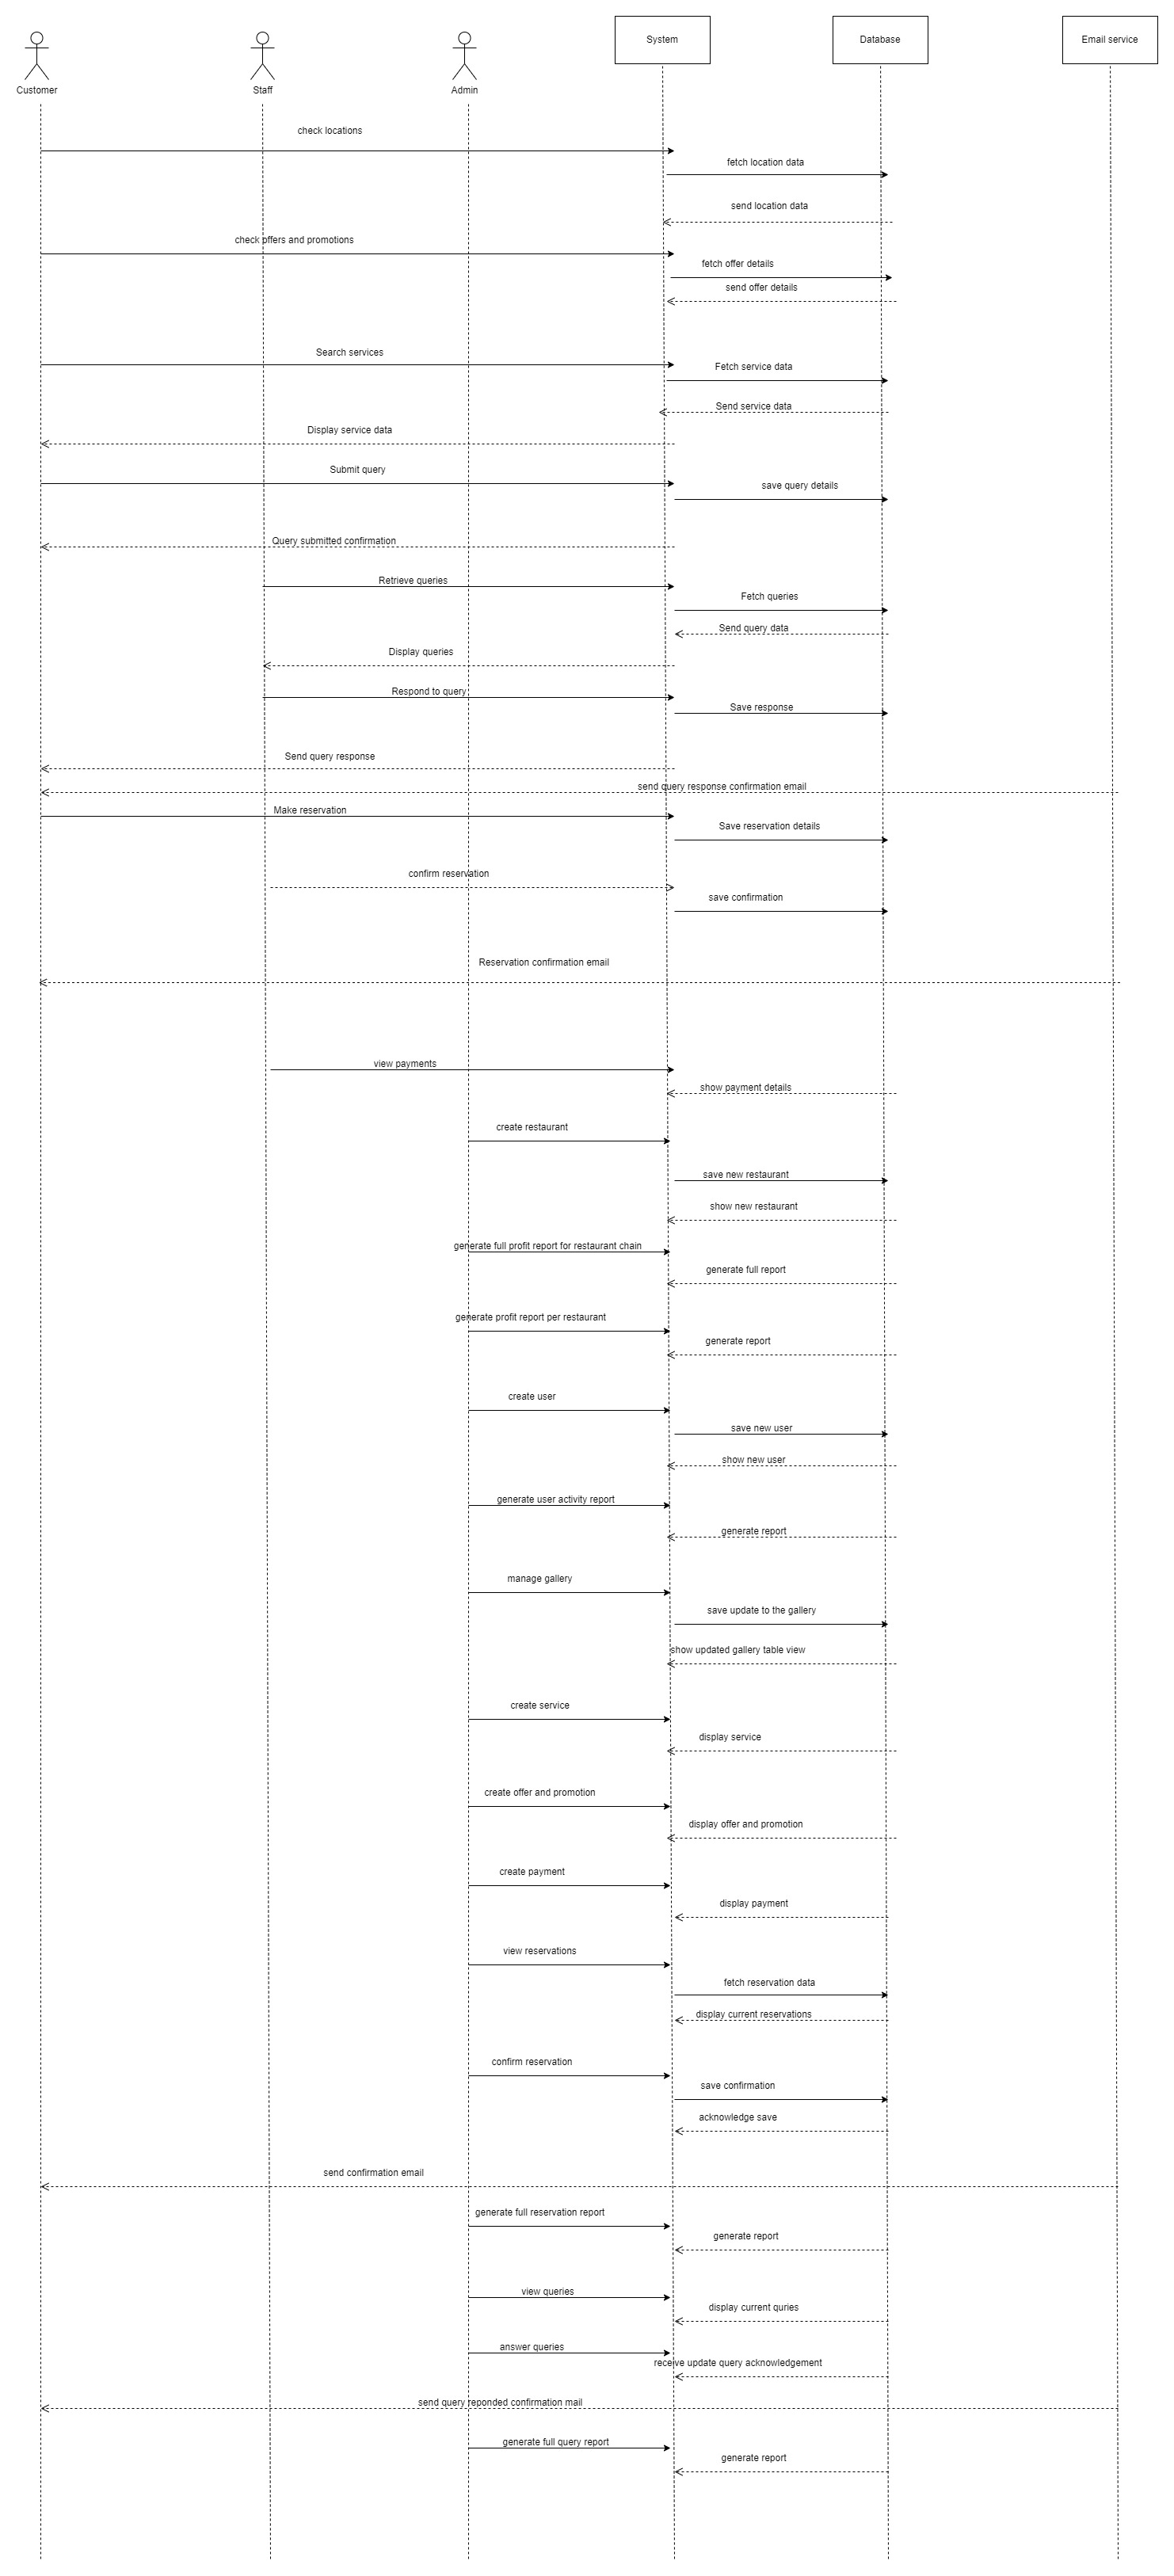 System
Database
Email service
Customer
Staff
Admin
check locations
fetch location data
send location data
check offers and promotions
fetch offer details
send offer details
Search services
Fetch service data
Send service data
Display service data
Submit query
save query details
Query submitted confirmation
Retrieve queries
Fetch queries
Send query data
Display queries
Respond to query
Save response
Send query response
send query response confirmation email
Make reservation
Save reservation details
confirm reservation
save confirmation
Reservation confirmation email
view payments
show payment details
create restaurant
save new restaurant
show new restaurant
generate full profit report for restaurant chain
generate full report
generate profit report per restaurant
generate report
create user
save new user
show new user
generate user activity report
generate report
manage gallery
save update to the gallery
show updated gallery table view
create service
display service
create offer and promotion
display offer and promotion
create payment
display payment
view reservations
fetch reservation data
display current reservations
confirm reservation
save confirmation
acknowledge save
send confirmation email
generate full reservation report
generate report
view queries
display current quries
answer queries
receive update query acknowledgement
send query reponded confirmation mail
generate full query report
generate report